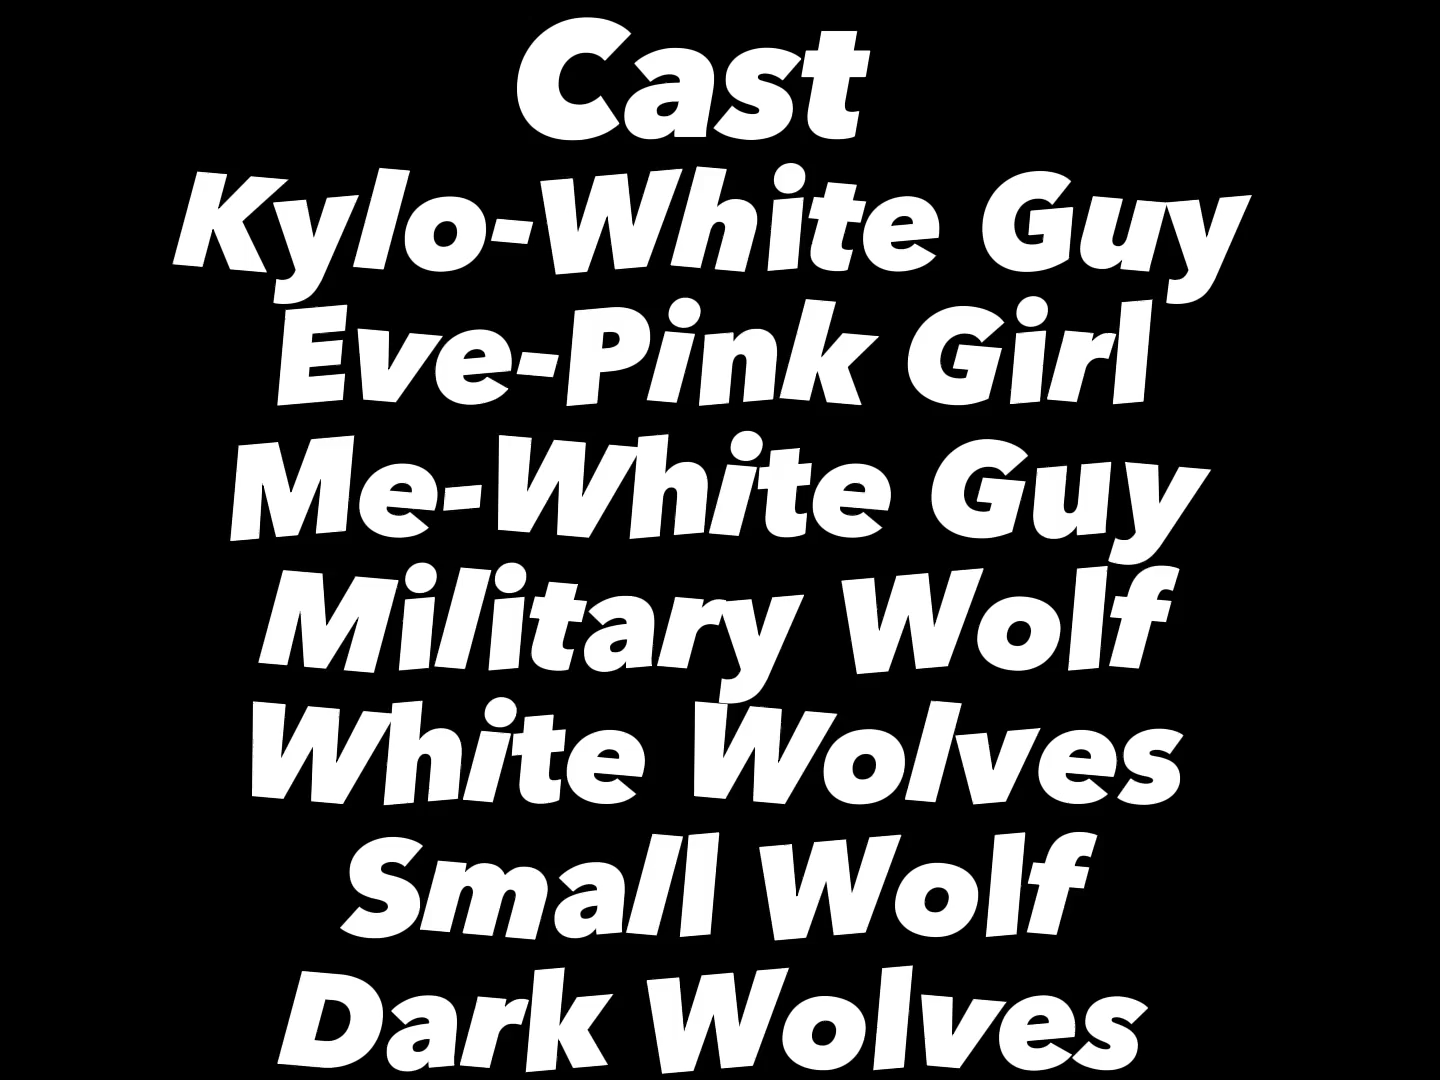 Cast
Kylo-White Guy
Eve-Pink Girl
Me-White Guy
Military Wolf
White Wolves
Small Wolf
Dark Wolves